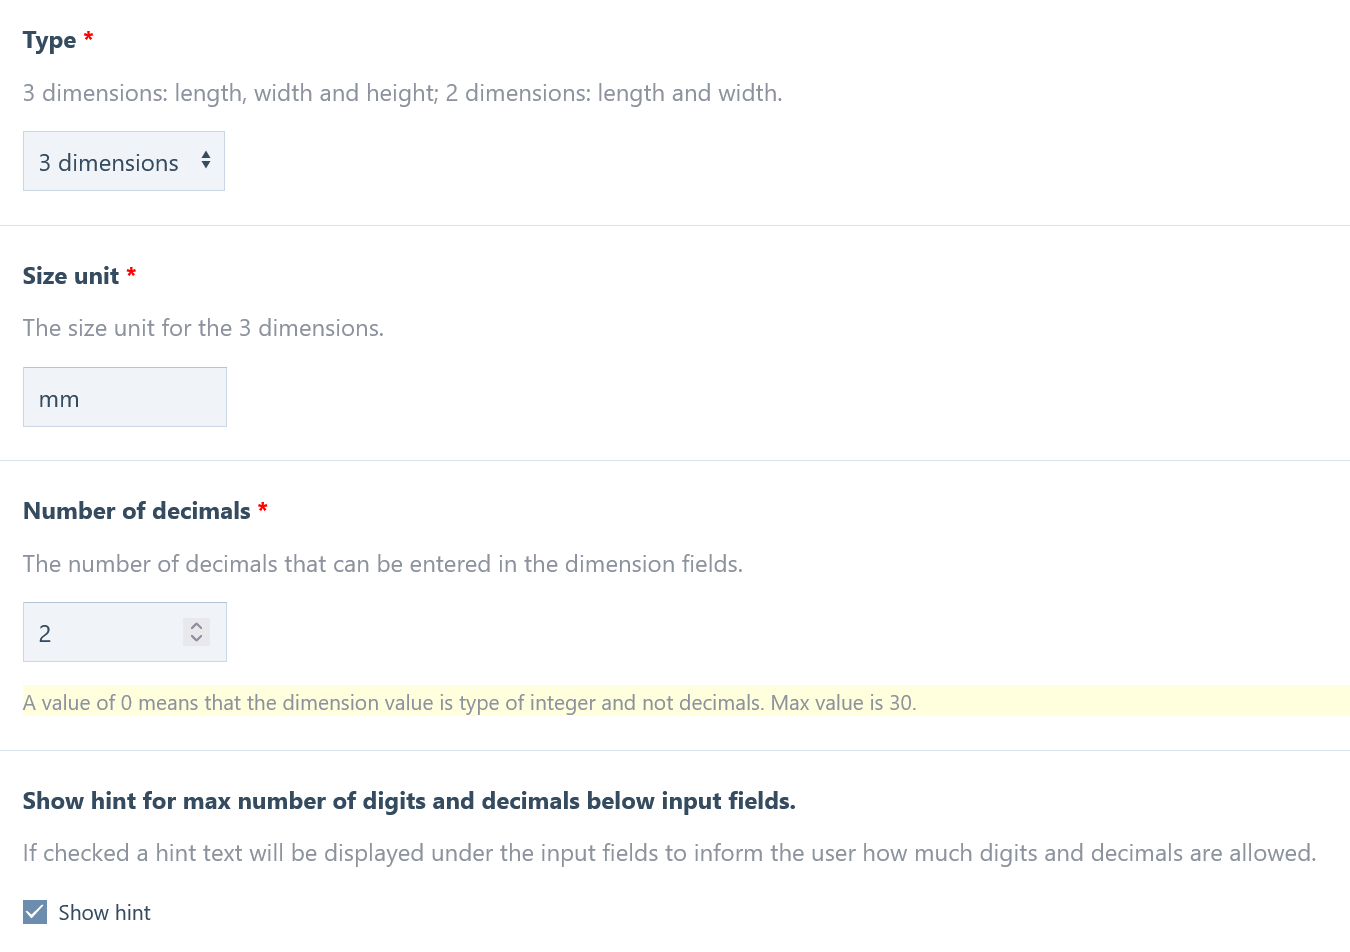 Type *
3 dimensions: length, width and height; 2 dimensions: length and width.
3 dimensions
Size unit *
The size unit for the 3 dimensions.
mm
Number of decimals *
The number of decimals that can be entered in the dimension fields.
2
A value of 0 means that the dimension value is type of integer and not decimals. Max value is 30.
Show hint for max number of digits and decimals below input fields.
If checked a hint text will be displayed under the input fields to inform the user how much digits and decimals are allowed.
Show hint